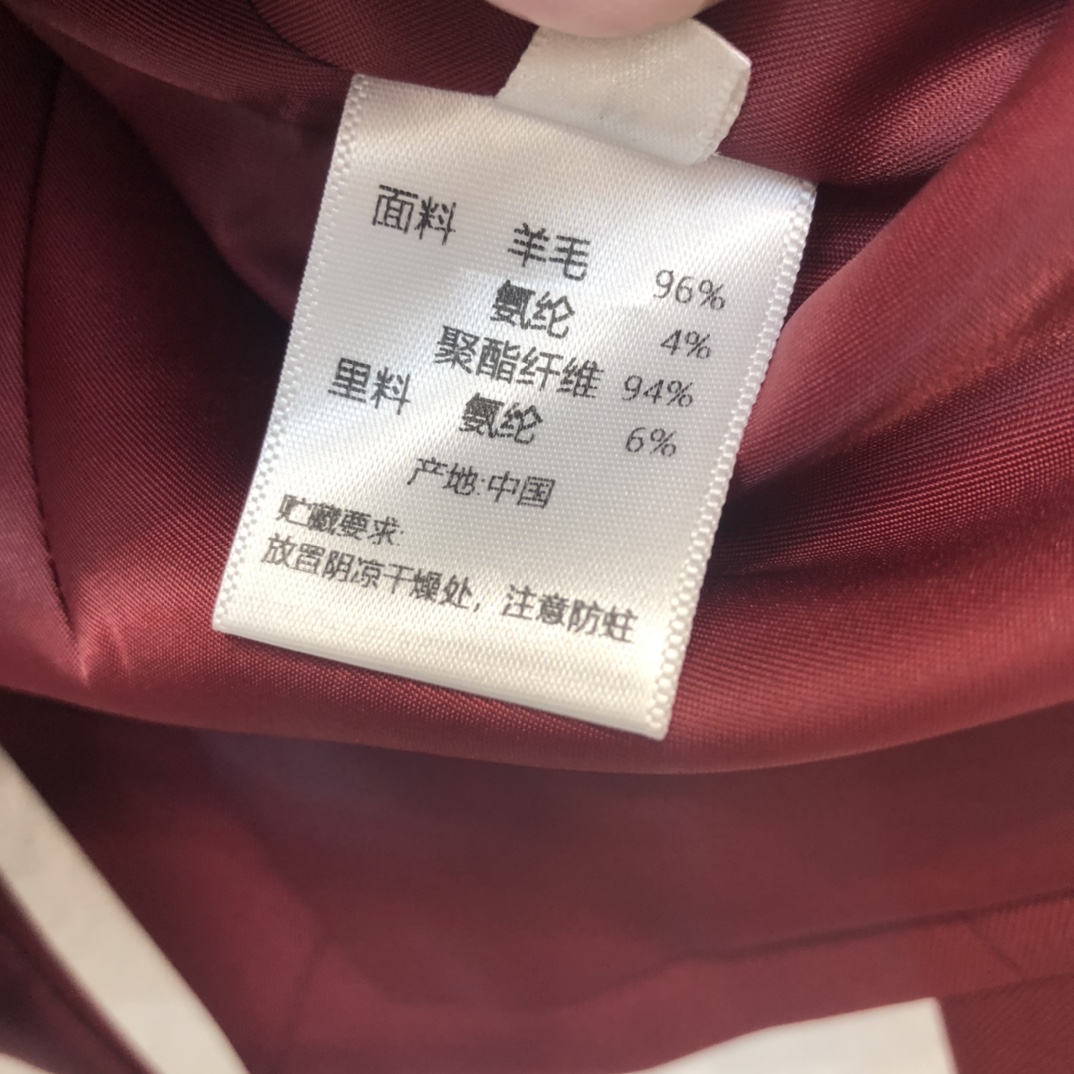 面料 羊毛 96%
氨纶 4%
聚酯纤维 94%
里料 氨纶 6%
产地:中国
贮藏要求:
放置阴凉干燥处，注意防蛀